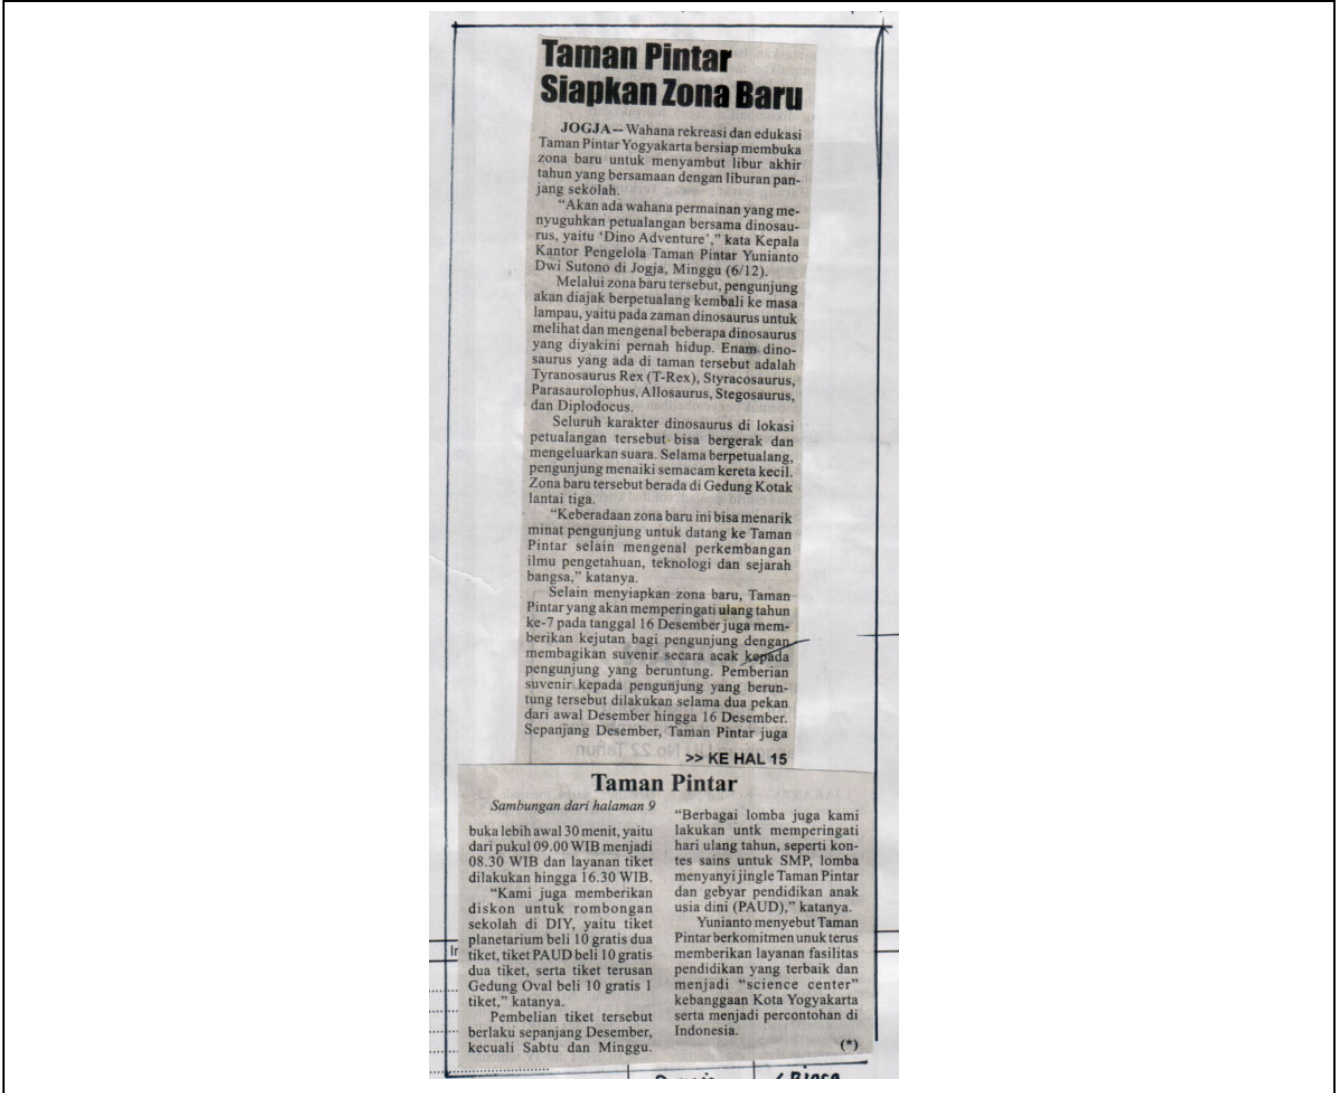 Taman Pintar
Siapkan Zona Baru
JOGJA -- Wahana rekreasi dan edukasi
Taman Pintar Yogyakarta bersiap membuka
zona baru untuk menyambut libur akhir
tahun yang bersamaan dengan liburan pan-
jang sekolah.
“Akan ada wahana permainan yang me-
nyuguhkan petualangan bersama dinosau-
rus, yaitu ‘Dino Adventure’,” kata Kepala
Kantor Pengelola Taman Pintar Yunianto
Dwi Sutono di Jogja, Minggu (6/12).
Melalui zona baru tersebut, pengunjung
akan diajak berpetualang kembali ke masa
lampau, yaitu pada zaman dinosaurus untuk
melihat dan mengenal beberapa dinosaurus
yang diyakini pernah hidup. Enam dino-
saurus yang ada di taman tersebut adalah
Tyranosaurus Rex (T-Rex), Styracosaurus,
Parasaurolophus, Allosaurus, Stegosaurus,
dan Diplodocus.
Seluruh karakter dinosaurus di lokasi
petualangan tersebut bisa bergerak dan
mengeluarkan suara. Selama berpetualang,
pengunjung menaiki semacam kereta kecil.
Zona baru tersebut berada di Gedung Kotak
lantai tiga.
“Keberadaan zona baru ini bisa menarik
minat pengunjung untuk datang ke Taman
Pintar selain mengenal perkembangan
ilmu pengetahuan, teknologi dan sejarah
bangsa,” katanya.
Selain menyiapkan zona baru, Taman
Pintar yang akan memperingati ulang tahun
ke-7 pada tanggal 16 Desember juga mem-
berikan kejutan bagi pengunjung dengan
membagikan suvenir secara acak kepada
pengunjung yang beruntung. Pemberian
suvenir kepada pengunjung yang berun-
tung tersebut dilakukan selama dua pekan
dari awal Desember hingga 16 Desember.
Sepanjang Desember, Taman Pintar juga
>> KE HAL 15
Taman Pintar
Sambungan dari halaman 9
buka lebih awal 30 menit, yaitu
dari pukul 09.00 WIB menjadi
08.30 WIB dan layanan tiket
dilakukan hingga 16.30 WIB.
“Kami juga memberikan
diskon untuk rombongan
sekolah di DIY, yaitu tiket
planetarium beli 10 gratis dua
tiket, tiket PAUD beli 10 gratis
dua tiket, serta tiket terusan
Gedung Oval beli 10 gratis 1
tiket,” katanya.
Pembelian tiket tersebut
berlaku sepanjang Desember,
kecuali Sabtu dan Minggu.
“Berbagai lomba juga kami
lakukan untk memperingati
hari ulang tahun, seperti kon-
tes sains untuk SMP, lomba
menyanyi jingle Taman Pintar
dan gebyar pendidikan anak
usia dini (PAUD),” katanya.
Yunianto menyebut Taman
Pintar berkomitmen unuk terus
memberikan layanan fasilitas
pendidikan yang terbaik dan
menjadi “science center”
kebanggaan Kota Yogyakarta
serta menjadi percontohan di
Indonesia.
(*)